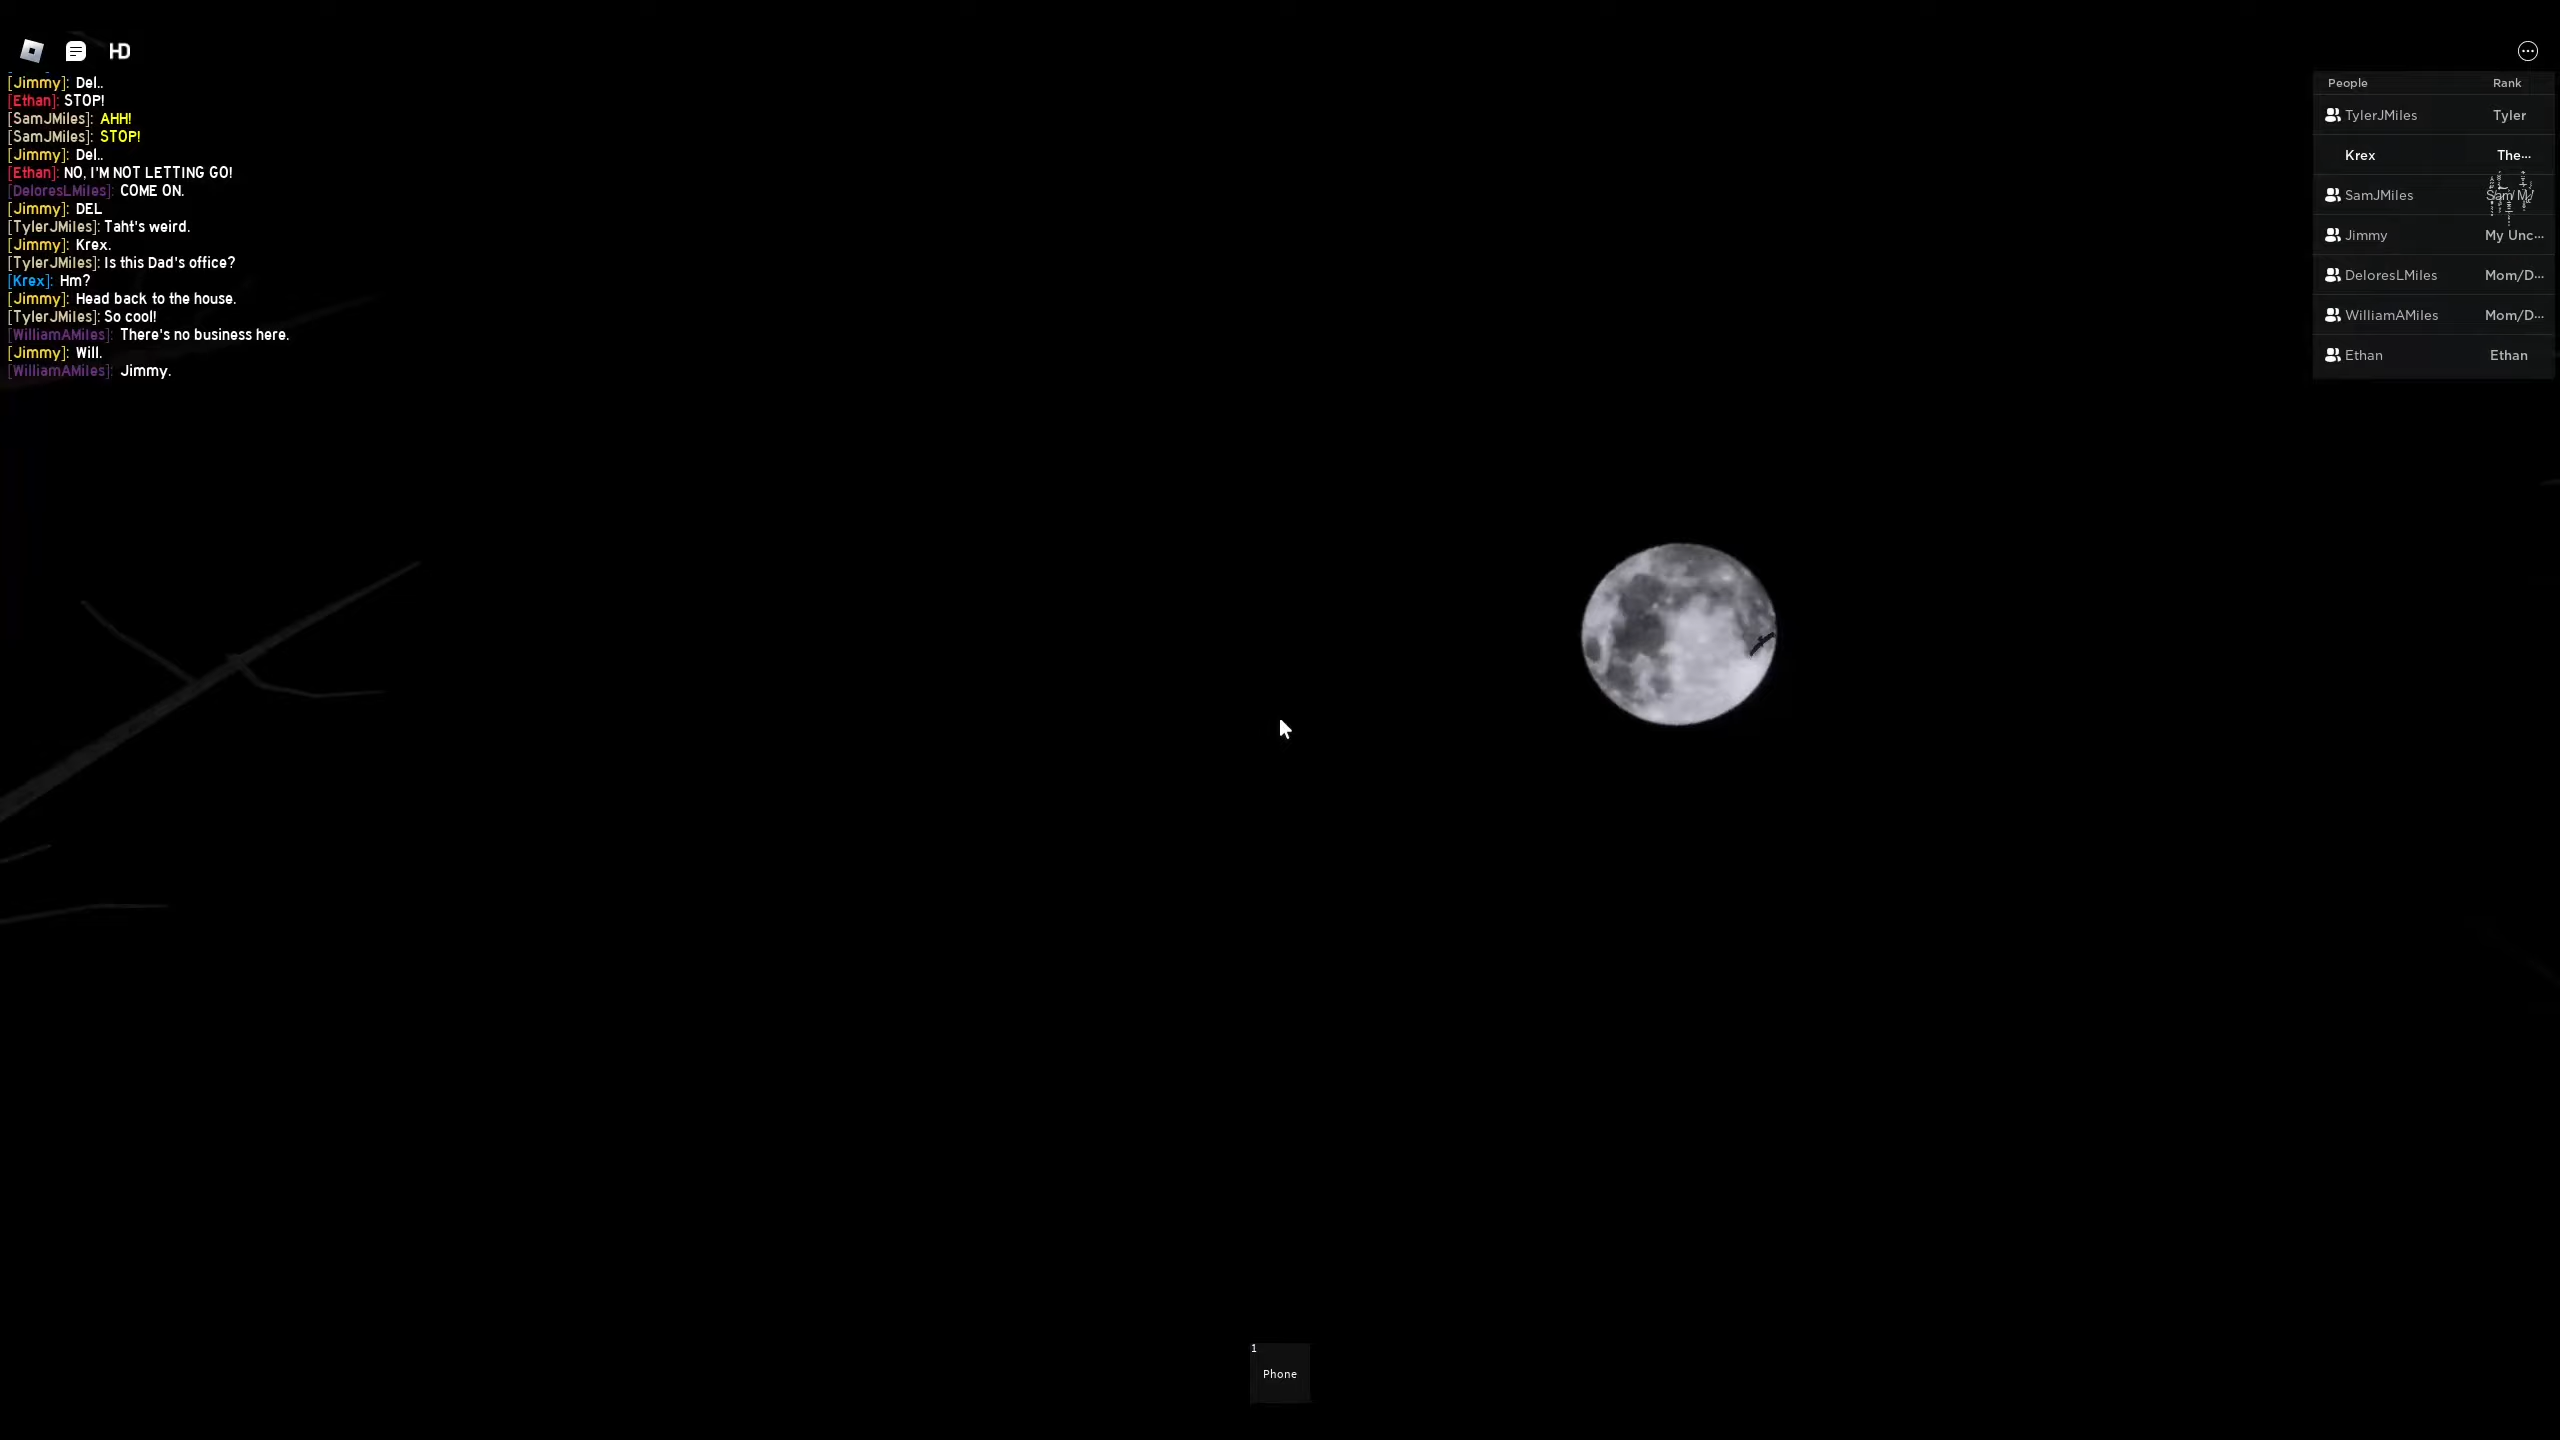 HD
[Jimmy]: Del..
[Ethan]: STOP!
[SamJMiles]: AHH!
[SamJMiles]: STOP!
[Jimmy]: Del..
[Ethan]: NO, I'M NOT LETTING GO!
[DeloresLMiles]: COME ON.
[Jimmy]: DEL
[TylerJMiles]: Taht's weird.
[Jimmy]: Krex.
[TylerJMiles]: Is this Dad's office?
[Krex]: Hm?
[Jimmy]: Head back to the house.
[TylerJMiles]: So cool!
[WilliamAMiles]: There's no business here.
[Jimmy]: Will.
[WilliamAMiles]: Jimmy.
People Rank
TylerJMiles Tyler
Krex The...
SamJMiles
Jimmy My Unc...
DeloresLMiles Mom/D...
WilliamAMiles Mom/D...
Ethan Ethan
1
Phone